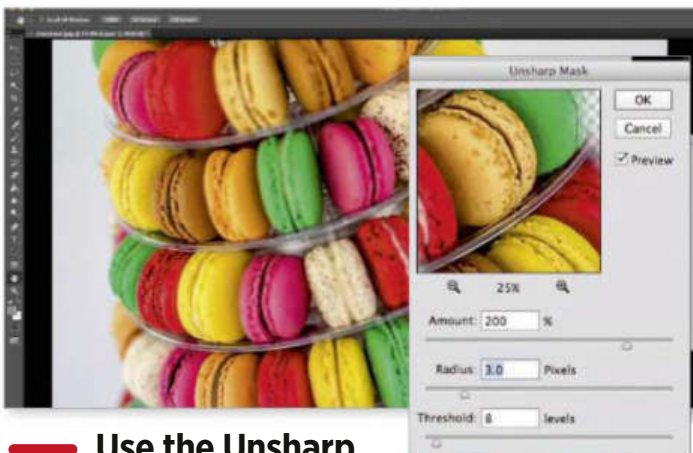 Unsharp Mask
OK
Cancel
Preview
25%
Amount: 200 %
Radius: 3.0 Pixels
Threshold: 8 levels
Use the Unsharp